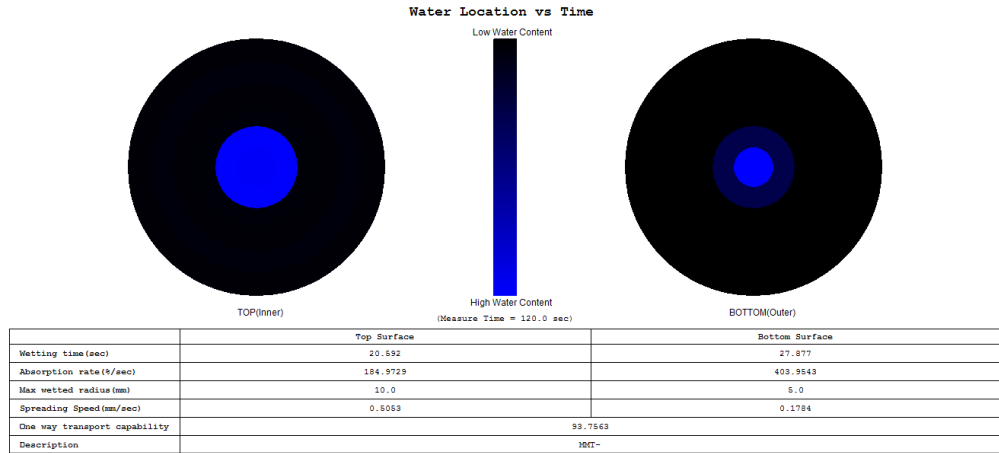 Water Location vs Time
Low Water Content
High Water Content
TOP(Inner)
(Measure Time = 120.0 sec)
BOTTOM(Outer)
Top Surface Bottom Surface
Wetting time(sec) 20.592 27.877
Absorption rate(%/sec) 184.9729 403.9543
Max wetted radius(mm) 10.0 5.0
Spreading Speed(mm/sec) 0.5053 0.1784
One way transport capability 93.7563
Description MMT-